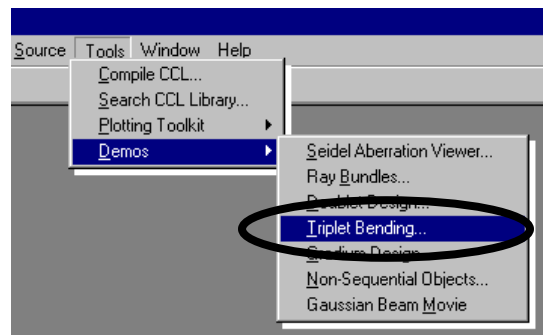 Source Tools Window Help
Compile CCL...
Search CCL Library...
Plotting Toolkit
Demos
Seidel Aberration Viewer...
Ray Bundles...
Doublet Design...
Triplet Bending...
Gradium Design...
Non-Sequential Objects...
Gaussian Beam Movie